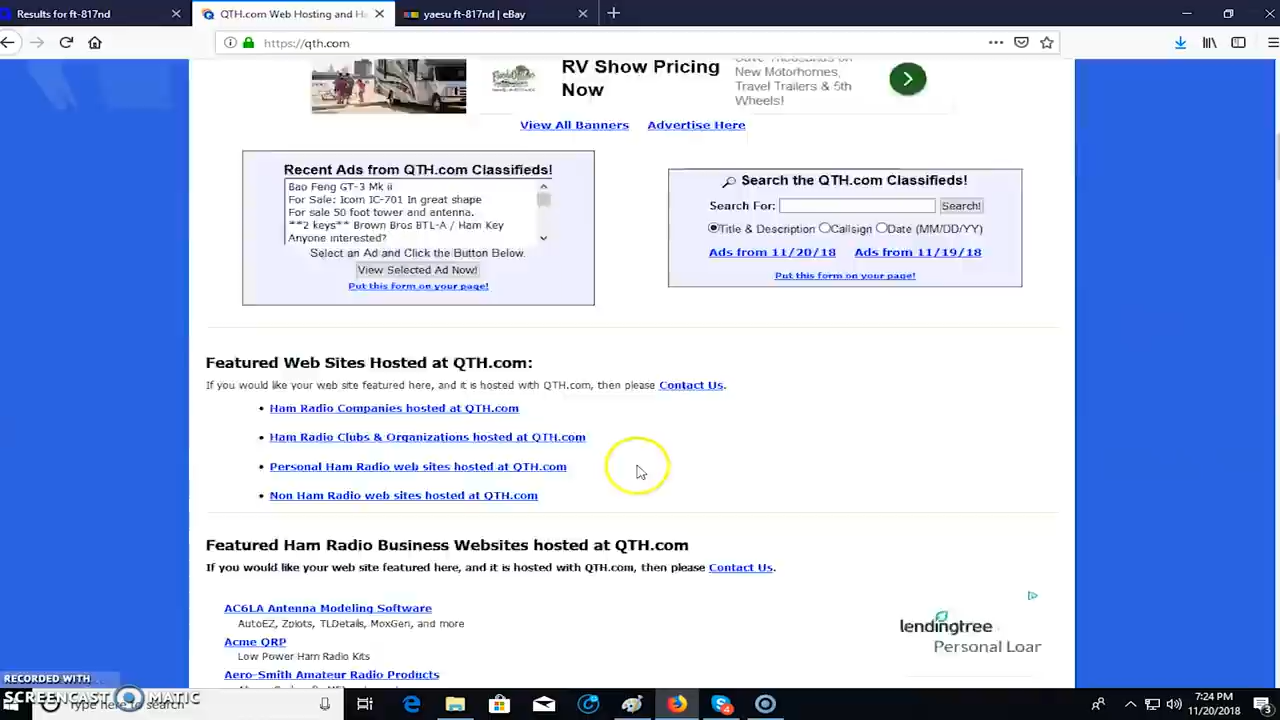 Results for ft-817nd
QTH.com Web Hosting and Ha
yaesu ft-817nd | eBay
https://qth.com
RV Show Pricing
Now
New Motorhomes,
Travel Trailers & 5th
Wheels!
View All Banners
Advertise Here
Recent Ads from QTH.com Classifieds!
Bao Feng GT-3 Mk ii
For Sale: Icom IC-701 In great shape
For sale 50 foot tower and antenna.
**2 keys** Brown Bros BTL-A / Ham Key
Anyone interested?
Select an Ad and Click the Button Below.
View Selected Ad Now!
Put this form on your page!
Search the QTH.com Classifieds!
Search For:
Search!
Title & Description
Callsign
Date (MM/DD/YY)
Ads from 11/20/18
Ads from 11/19/18
Put this form on your page!
Featured Web Sites Hosted at QTH.com:
If you would like your web site featured here, and it is hosted with QTH.com, then please Contact Us.
• Ham Radio Companies hosted at QTH.com
• Ham Radio Clubs & Organizations hosted at QTH.com
• Personal Ham Radio web sites hosted at QTH.com
• Non Ham Radio web sites hosted at QTH.com
Featured Ham Radio Business Websites hosted at QTH.com
If you would like your web site featured here, and it is hosted with QTH.com, then please Contact Us.
AC6LA Antenna Modeling Software
AutoEZ, Zplots, TLDetails, MoxGen, and more
Acme QRP
Low Power Ham Radio Kits
Aero-Smith Amateur Radio Products
lendingtree
Personal Loan
RECORDED WITH
SCREENCAST MATIC
Type here to search
7:24 PM
11/20/2018